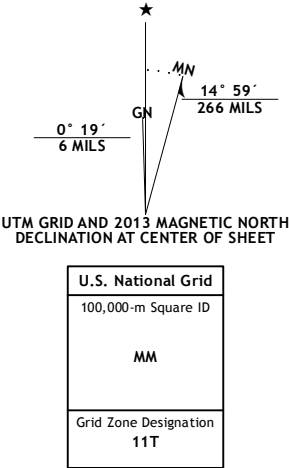 ★
MN
GN
14° 59´
266 MILS
0° 19´
6 MILS
UTM GRID AND 2013 MAGNETIC NORTH
DECLINATION AT CENTER OF SHEET
U.S. National Grid
100,000-m Square ID
MM
Grid Zone Designation
11T